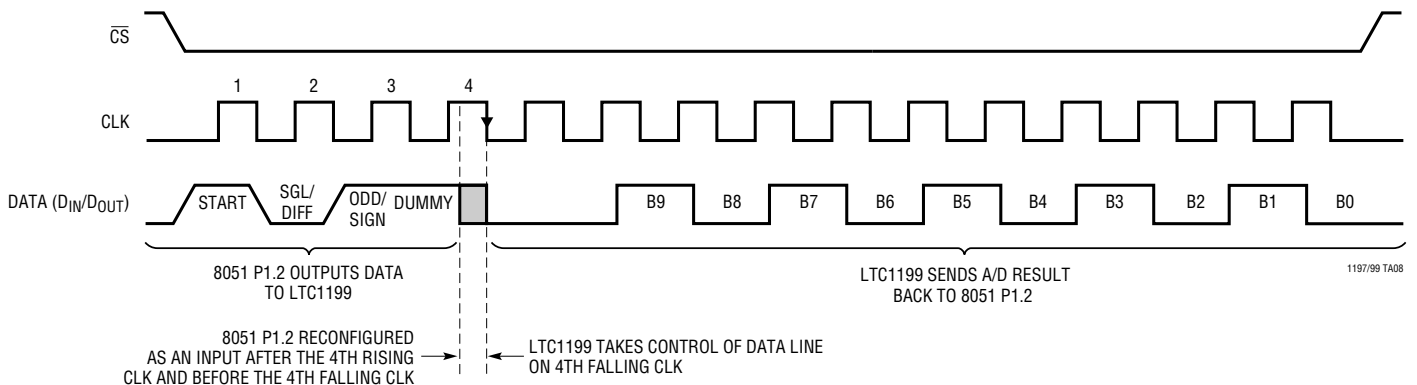 CS
1 2 3 4
CLK
DATA (DIN/DOUT)
START
SGL/
DIFF
ODD/
SIGN
DUMMY
B9 B8 B7 B6 B5 B4 B3 B2 B1 B0
8051 P1.2 OUTPUTS DATA
TO LTC1199
LTC1199 SENDS A/D RESULT
BACK TO 8051 P1.2
1197/99 TA08
8051 P1.2 RECONFIGURED
AS AN INPUT AFTER THE 4TH RISING
CLK AND BEFORE THE 4TH FALLING CLK
LTC1199 TAKES CONTROL OF DATA LINE
ON 4TH FALLING CLK